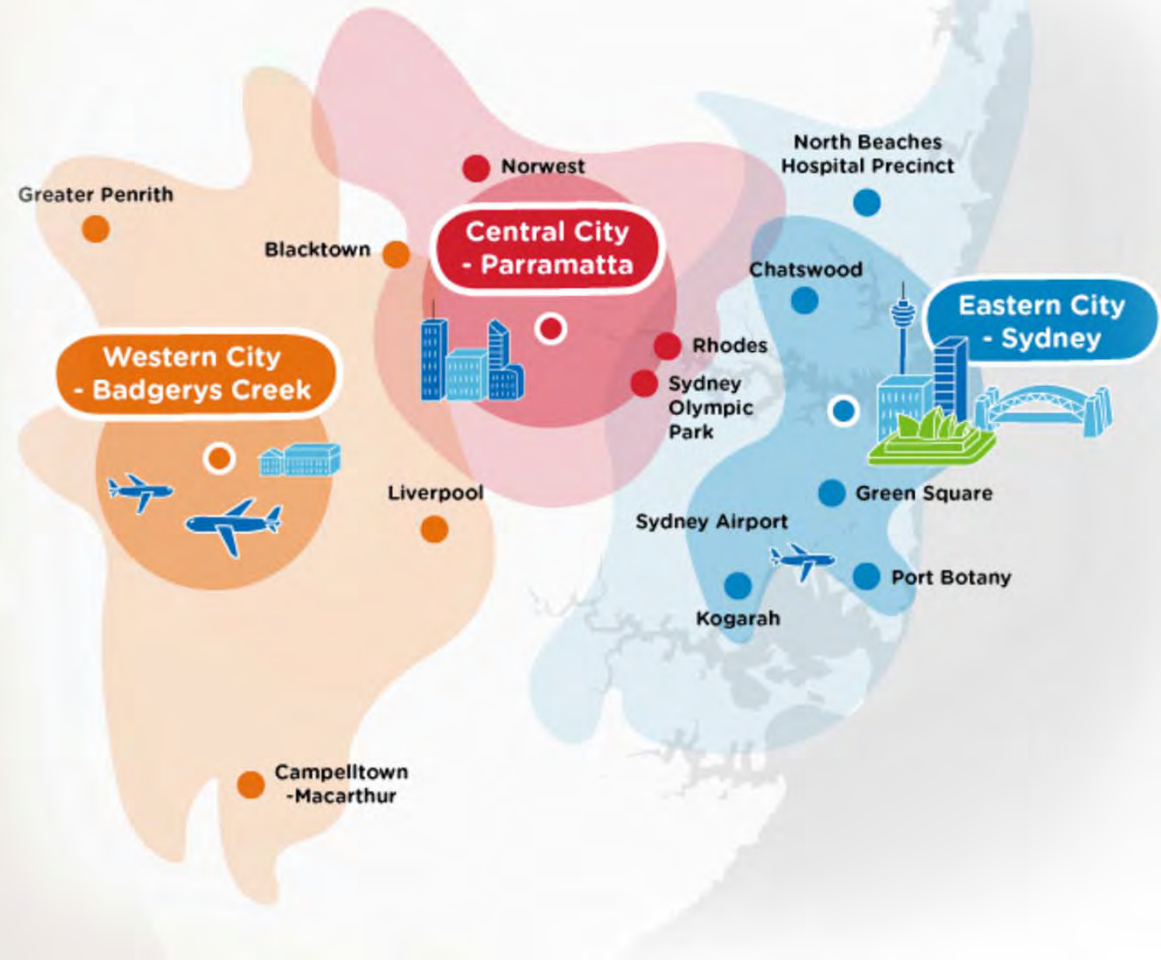 North Beaches
Hospital Precinct
Norwest
Greater Penrith
Central City
- Parramatta
Blacktown
Chatswood
Eastern City
- Sydney
Western City
- Badgerys Creek
Rhodes
Sydney
Olympic
Park
Liverpool
Green Square
Sydney Airport
Port Botany
Kogarah
Campelltown
-Macarthur